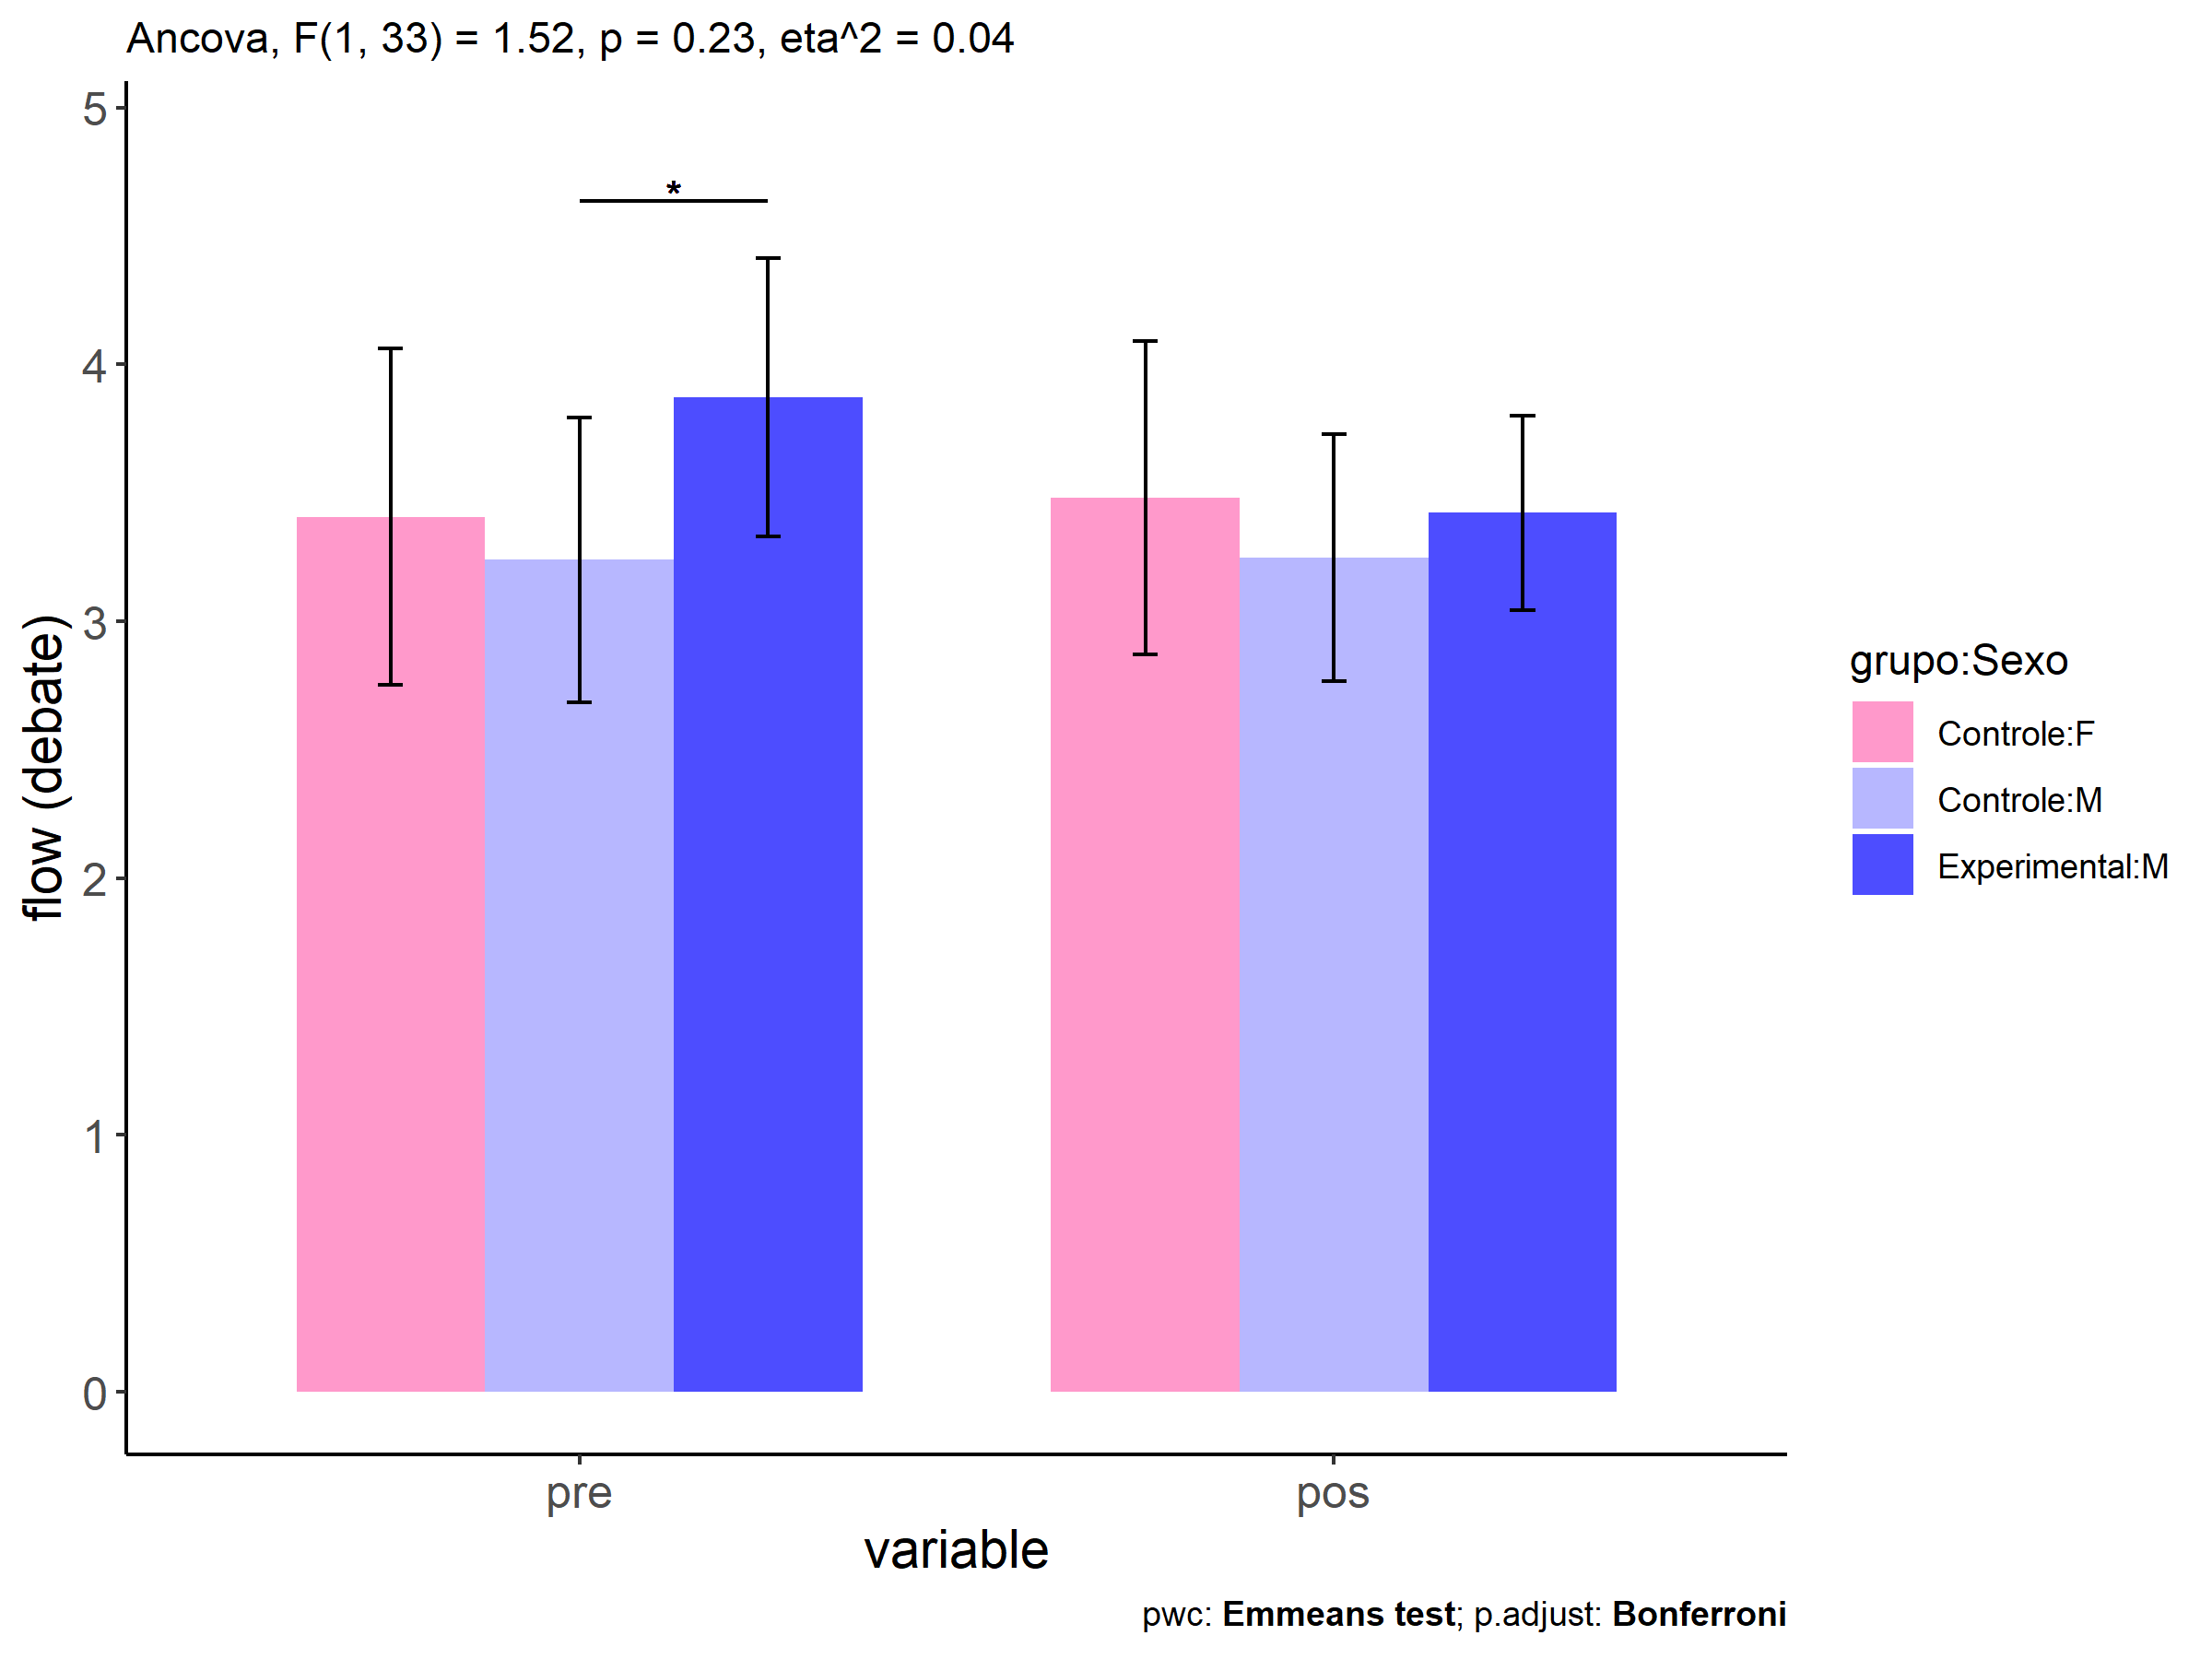 Ancova, F(1, 33) = 1.52, p = 0.23, eta^2 = 0.04
5
4
3
2
1
0
flow (debate)
*
pre
pos
variable
grupo:Sexo
Controle:F
Controle:M
Experimental:M
pwc: Emmeans test; p.adjust: Bonferroni